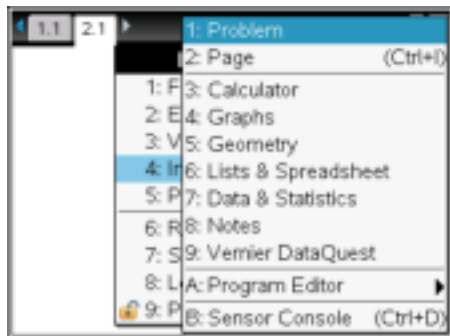 1.1 2.1
1: Problem
2: Page (Ctrl+I)
3: Calculator
4: Graphs
5: Geometry
6: Lists & Spreadsheet
7: Data & Statistics
8: Notes
9: Vernier DataQuest
A: Program Editor
B: Sensor Console (Ctrl+D)
1: F
2: E
3: V
4: In
5: P
6: R
7: S
8: L
9: P